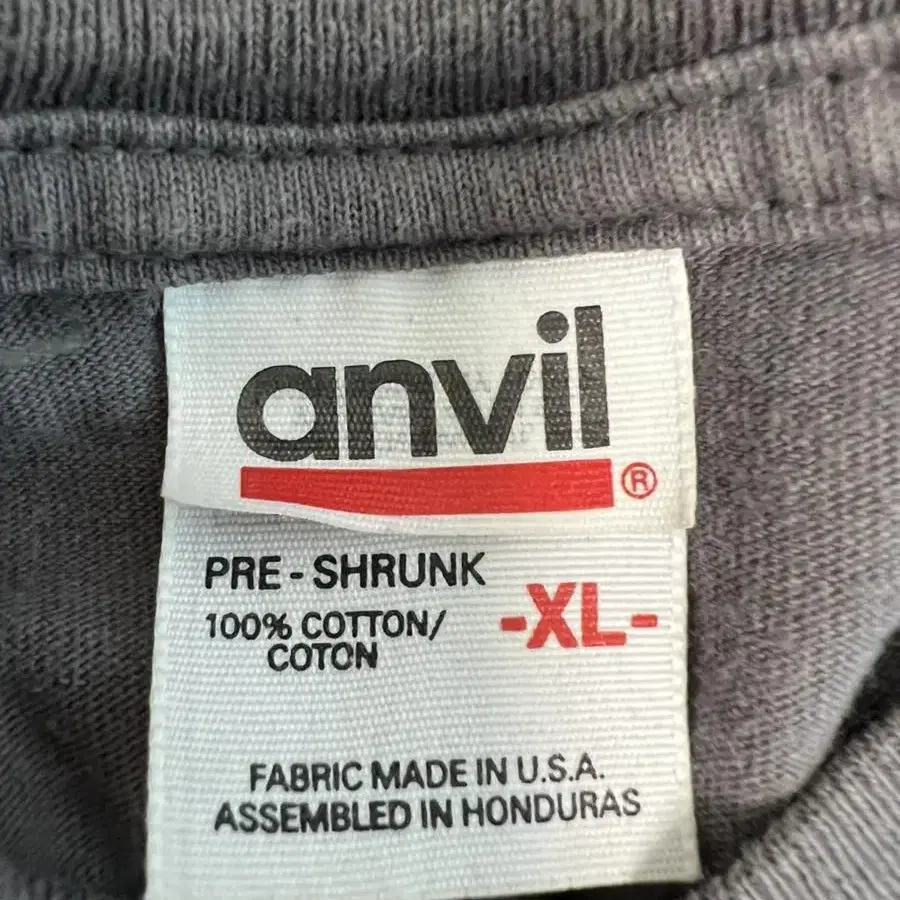 anvil®
PRE-SHRUNK
100% COTTON/
COTON
-XL-
FABRIC MADE IN U.S.A.
ASSEMBLED IN HONDURAS